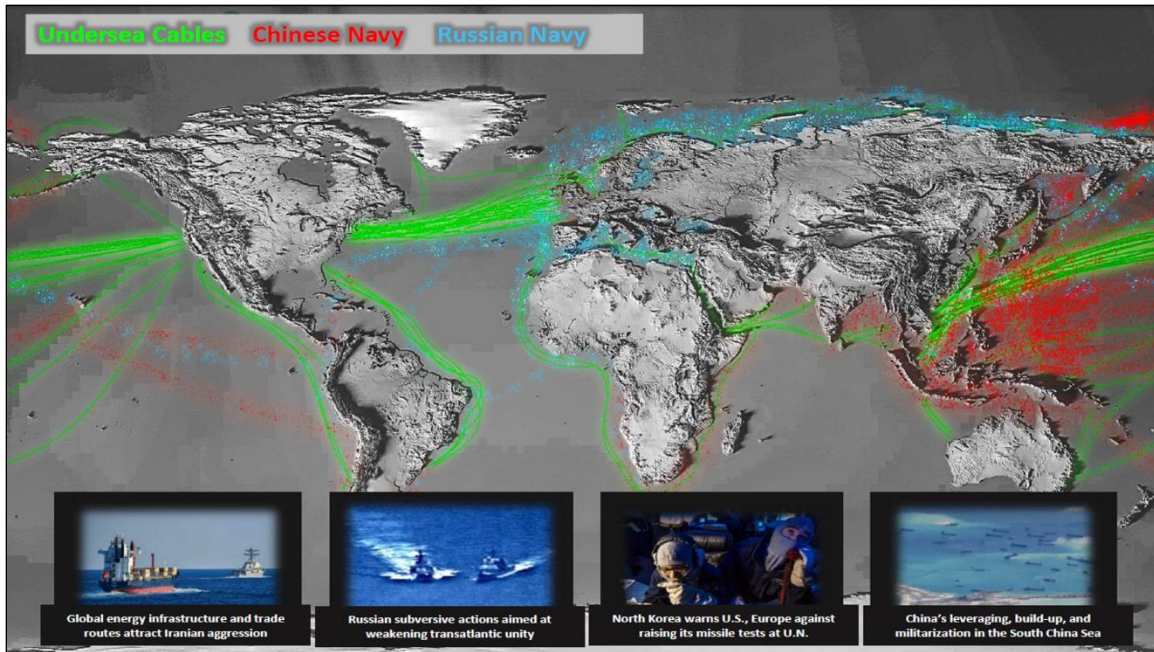 Undersea Cables Chinese Navy Russian Navy
Global energy infrastructure and trade
routes attract Iranian aggression
Russian subversive actions aimed at
weakening transatlantic unity
North Korea warns U.S., Europe against
raising its missile tests at U.N.
China's leveraging, build-up, and
militarization in the South China Sea